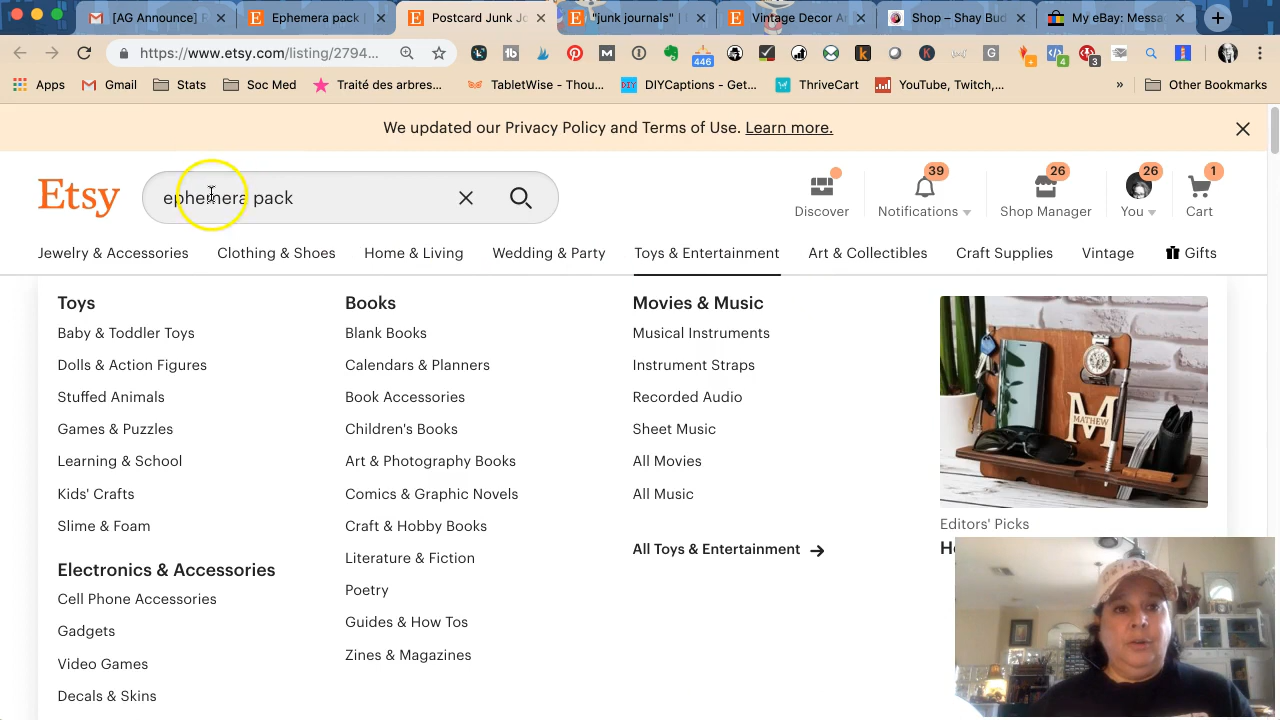 [AG Announce]
Ephemera pack |
Postcard Junk Jo
"junk journals" |
Vintage Decor A
Shop – Shay Bud
My eBay: Messa
https://www.etsy.com/listing/2794...
446
4
3
Apps
Gmail
Stats
Soc Med
Traité des arbres...
TabletWise - Thou...
DIYCaptions - Get...
ThriveCart
YouTube, Twitch,...
»
Other Bookmarks
We updated our Privacy Policy and Terms of Use. Learn more.
Etsy
ephemera pack
Discover
39
Notifications
26
Shop Manager
26
You
1
Cart
Jewelry & Accessories
Clothing & Shoes
Home & Living
Wedding & Party
Toys & Entertainment
Art & Collectibles
Craft Supplies
Vintage
Gifts
Toys
Baby & Toddler Toys
Dolls & Action Figures
Stuffed Animals
Games & Puzzles
Learning & School
Kids' Crafts
Slime & Foam
Electronics & Accessories
Cell Phone Accessories
Gadgets
Video Games
Decals & Skins
Books
Blank Books
Calendars & Planners
Book Accessories
Children's Books
Art & Photography Books
Comics & Graphic Novels
Craft & Hobby Books
Literature & Fiction
Poetry
Guides & How Tos
Zines & Magazines
Movies & Music
Musical Instruments
Instrument Straps
Recorded Audio
Sheet Music
All Movies
All Music
All Toys & Entertainment
M
MATHEW
Editors' Picks